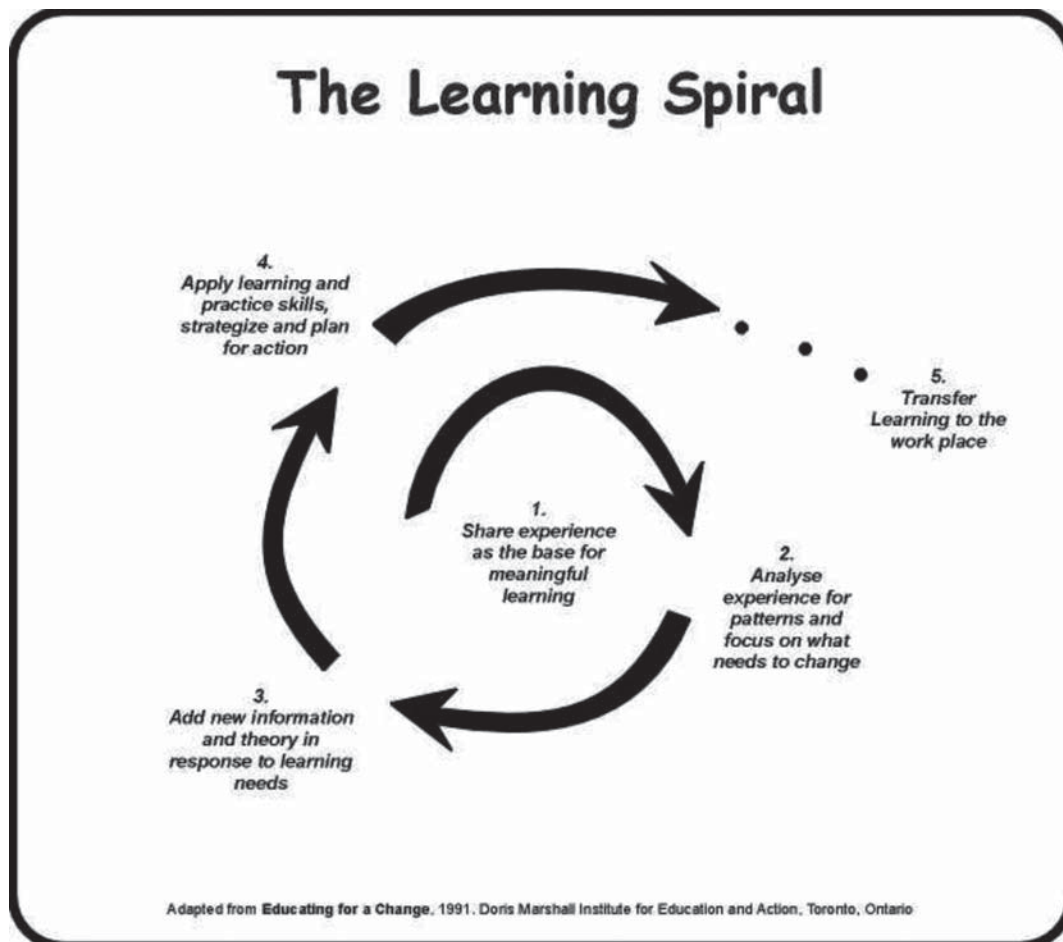 The Learning Spiral
1.
Share experience
as the base for
meaningful
learning
2.
Analyse
experience for
patterns and
focus on what
needs to change
3.
Add new information
and theory in
response to learning
needs
4.
Apply learning and
practice skills,
strategize and plan
for action
5.
Transfer
Learning to the
work place
Adapted from Educating for a Change, 1991. Doris Marshall Institute for Education and Action, Toronto, Ontario